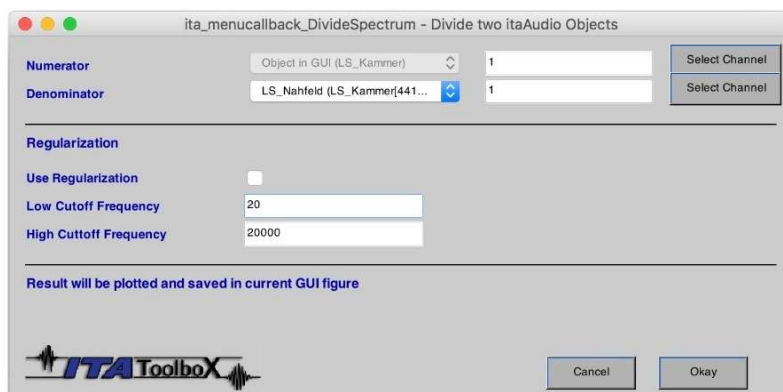 ita_menucallback_DivideSpectrum - Divide two itaAudio Objects
Numerator Object in GUI (LS_Kammer) 1 Select Channel
Denominator LS_Nahfeld (LS_Kammer[441... 1 Select Channel
Regularization
Use Regularization
Low Cutoff Frequency 20
High Cuttoff Frequency 20000
Result will be plotted and saved in current GUI figure
ITA ToolboX Cancel Okay